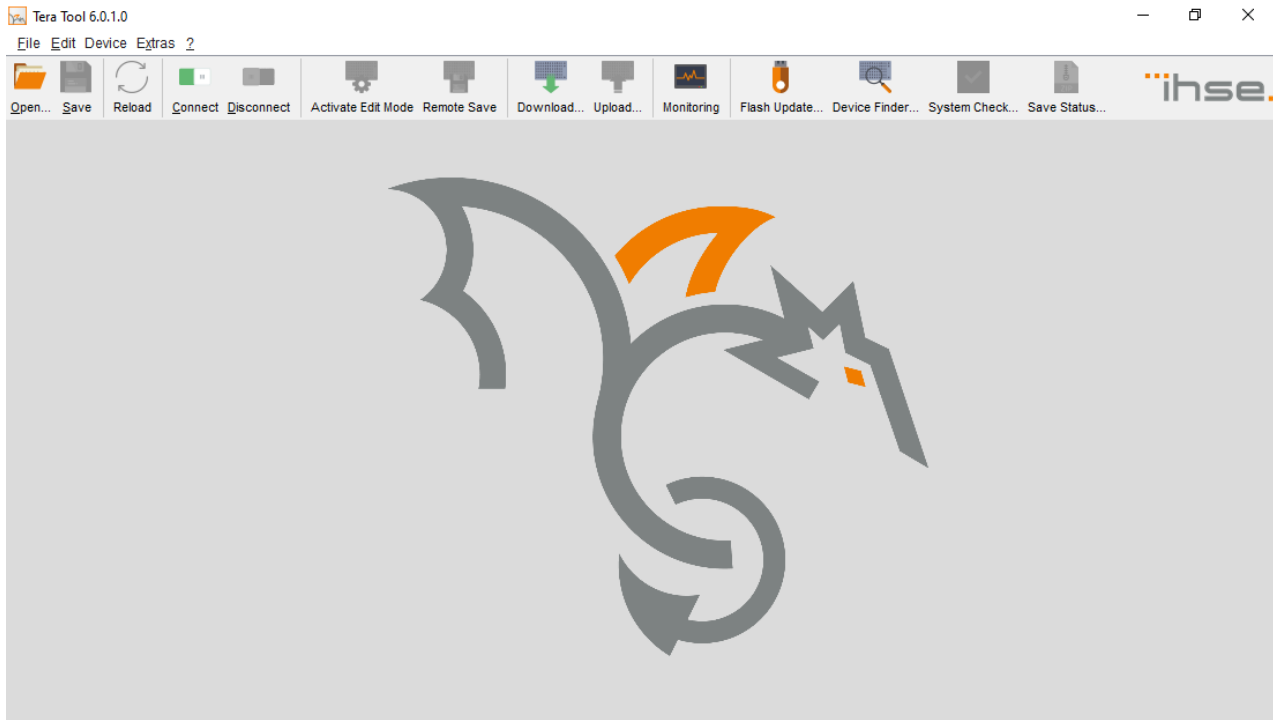 Tera Tool 6.0.1.0
File Edit Device Extras ?
Open... Save Reload Connect Disconnect Activate Edit Mode Remote Save Download... Upload... Monitoring Flash Update... Device Finder... System Check... Save Status...
ihse.